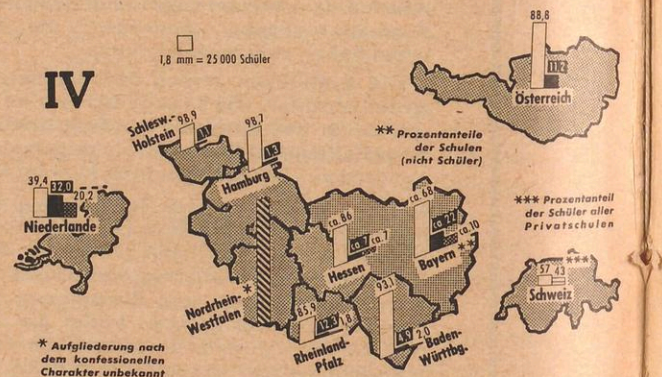 IV
1,8 mm = 25 000 Schüler
88,8
11,2
Österreich
** Prozentanteile
der Schulen
(nicht Schüler)
Schlesw.-
Holstein
98,9
1,1
98,7
1,3
Hamburg
39,4
32,0
20,2
Niederlande
*** Prozentanteil
der Schüler aller
Privatschulen
ca. 86
ca. 7
ca. 7
Hessen
ca. 68
ca. 22
ca. 10
Bayern **
***
57
43
Schweiz
Nordrhein- *
Westfalen
85,9
12,3
1,8
Rheinland-
Pfalz
93,1
4,9
2,0
Baden-
Württbg.
* Aufgliederung nach
dem konfessionellen
Charakter unbekannt